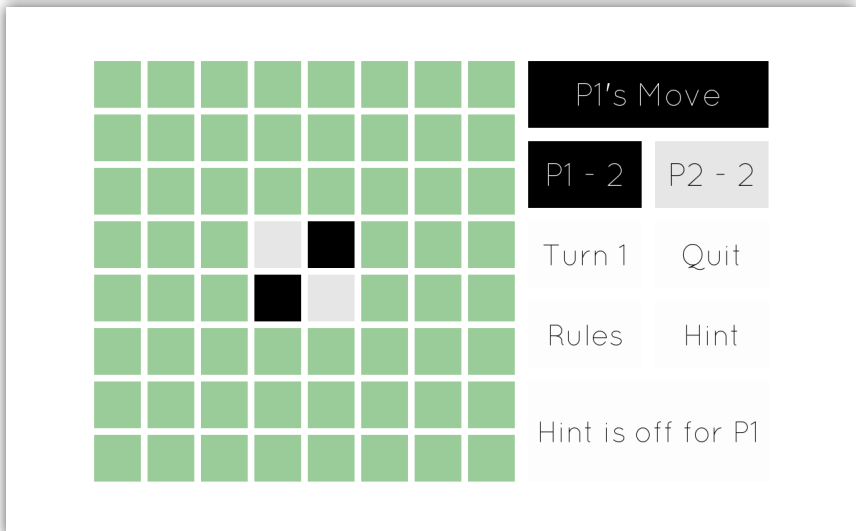 P1's Move
P1 - 2
P2 - 2
Turn 1
Quit
Rules
Hint
Hint is off for P1